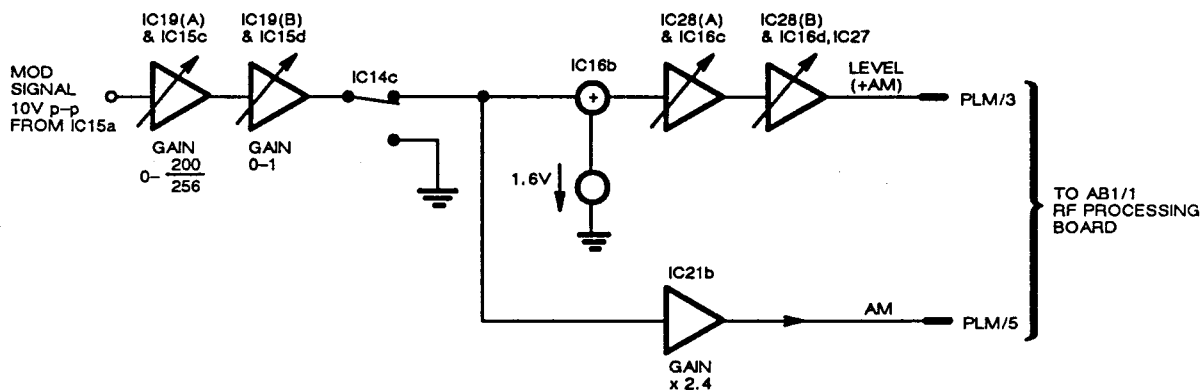 IC19(A)
& IC15c
IC19(B)
& IC15d
IC28(A)
& IC16c
IC28(B)
& IC16d, IC27
MOD
SIGNAL
10V p-p
FROM IC15a
IC14c
IC16b
LEVEL
(+AM)
PLM/3
GAIN
0- 200
256
GAIN
0-1
1.6V
TO AB1/1
RF PROCESSING
BOARD
IC21b
AM
PLM/5
GAIN
x 2.4